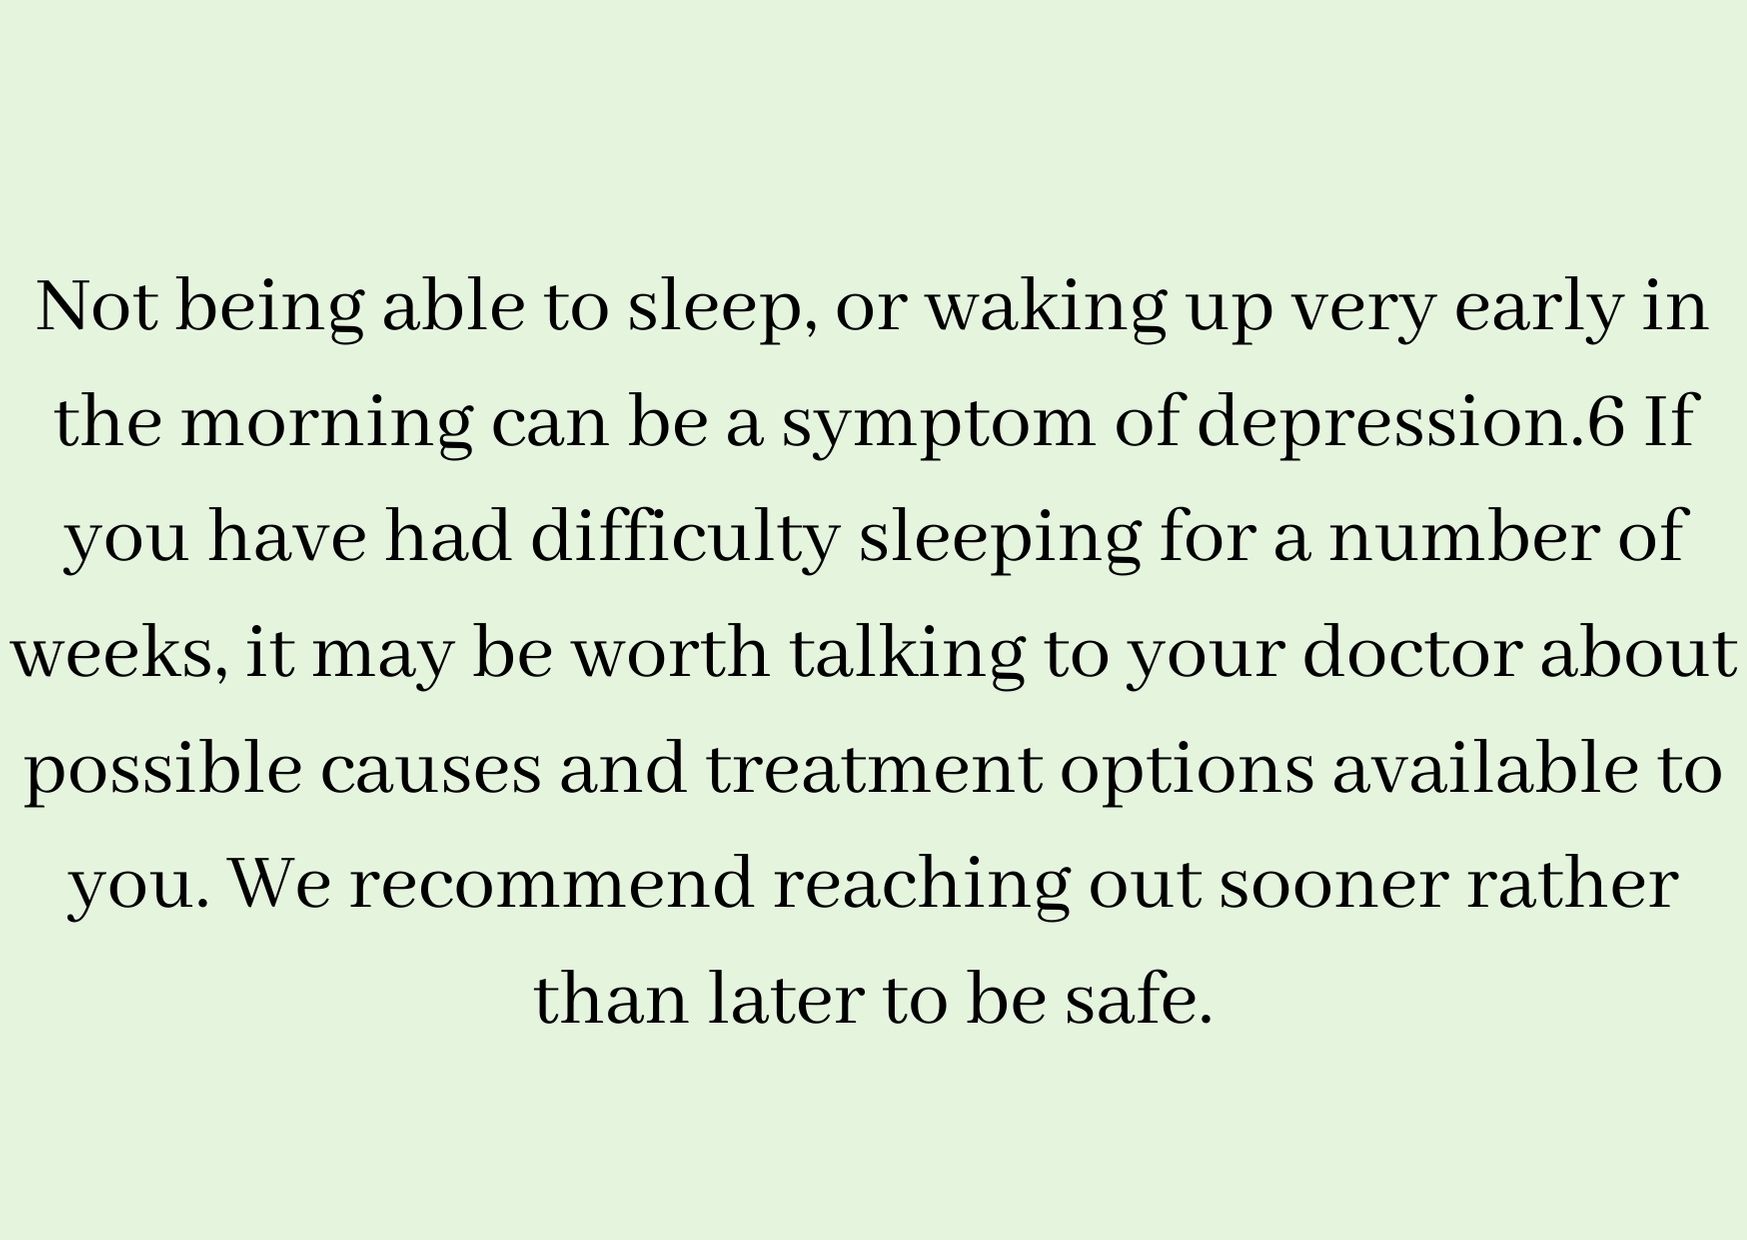 Not being able to sleep, or waking up very early in
the morning can be a symptom of depression.6 If
you have had difficulty sleeping for a number of
weeks, it may be worth talking to your doctor about
possible causes and treatment options available to
you. We recommend reaching out sooner rather
than later to be safe.